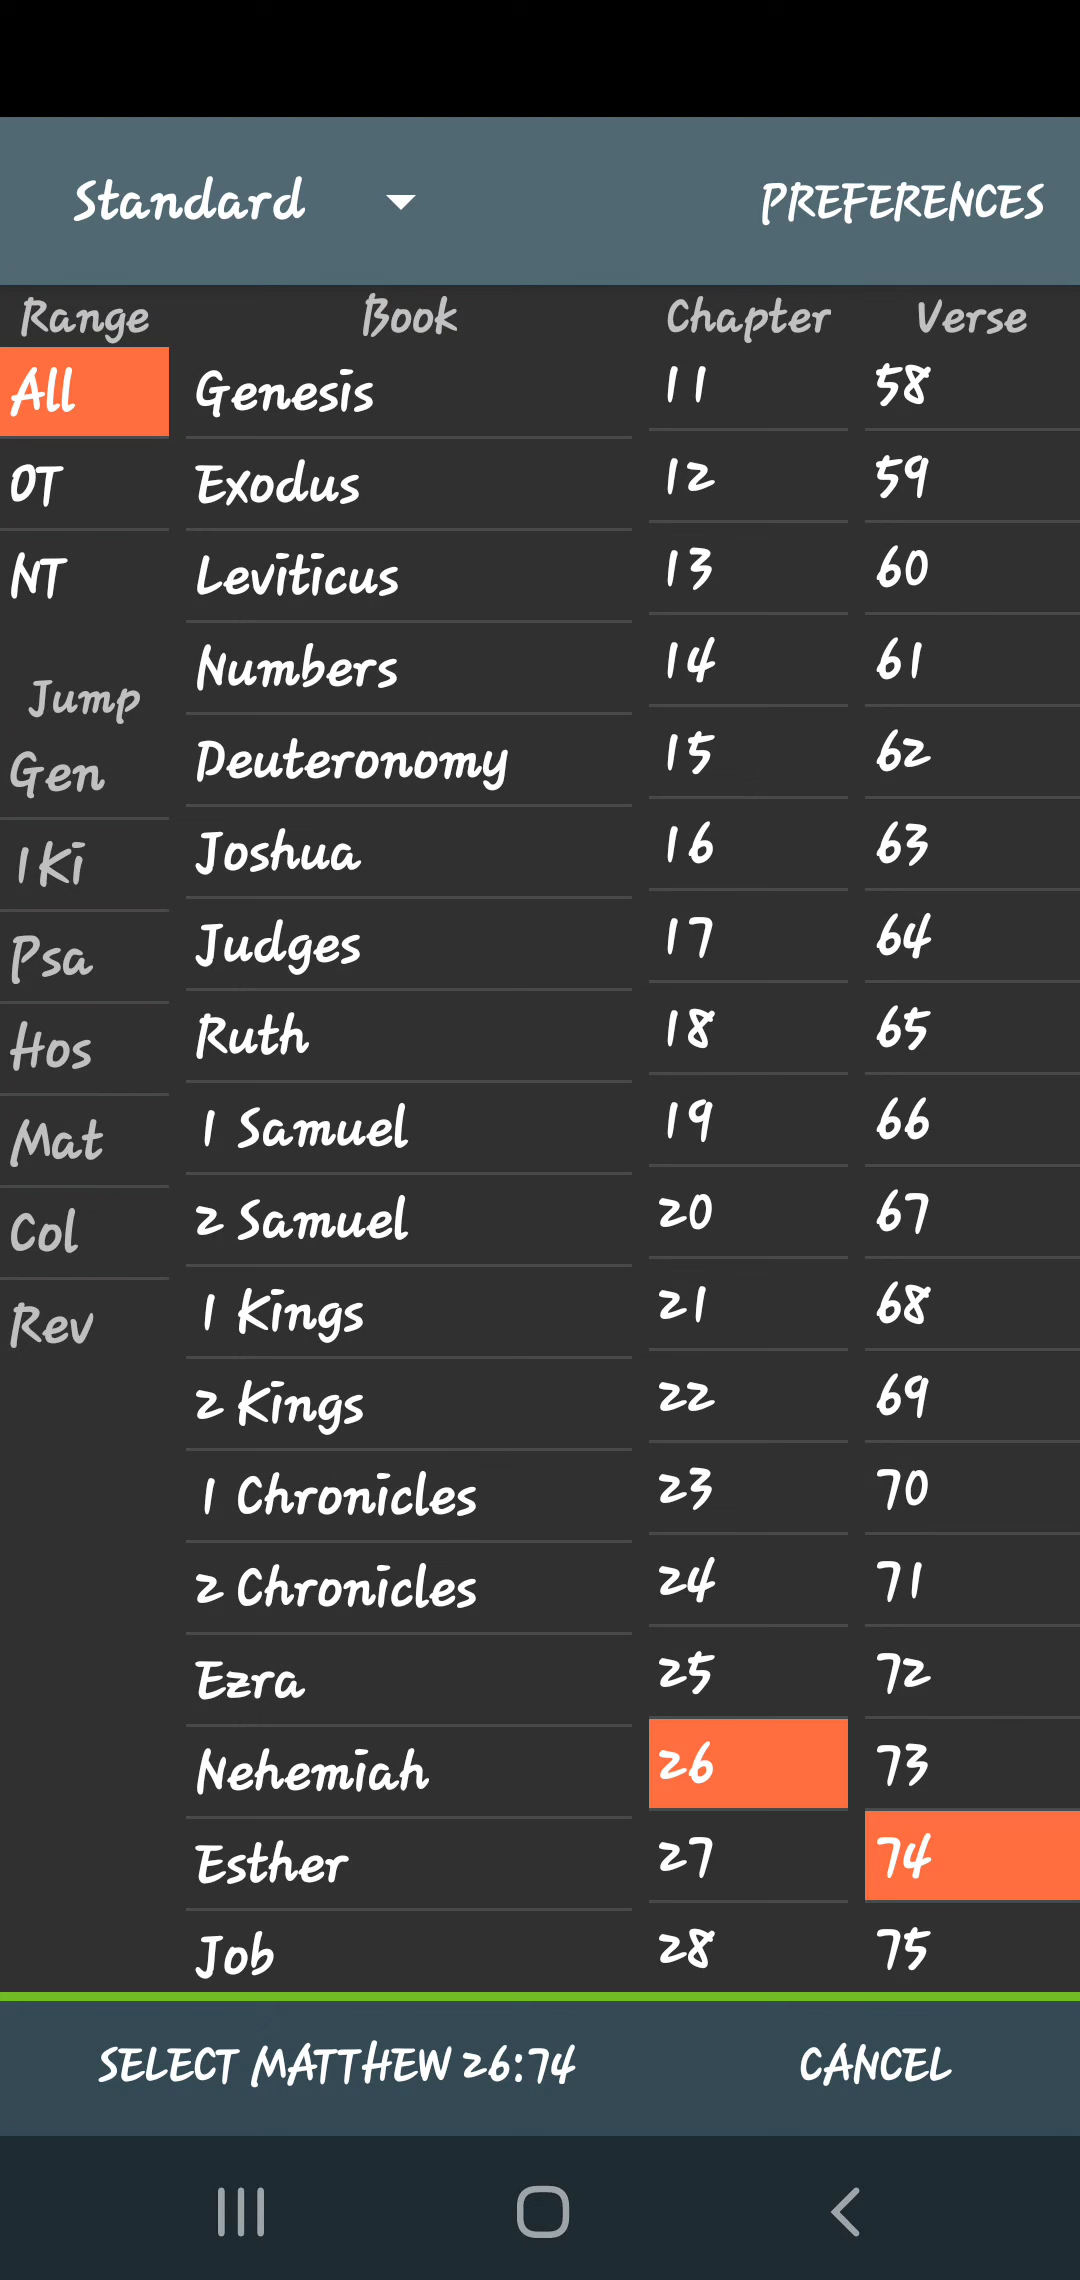 Standard
PREFERENCES
Range Book Chapter Verse
All Genesis 11 58
OT Exodus 12 59
NT Leviticus 13 60
Numbers 14 61
Jump
Gen Deuteronomy 15 62
1Ki Joshua 16 63
Psa Judges 17 64
Hos Ruth 18 65
Mat 1 Samuel 19 66
Col 2 Samuel 20 67
Rev 1 Kings 21 68
2 Kings 22 69
1 Chronicles 23 70
2 Chronicles 24 71
Ezra 25 72
Nehemiah 26 73
Esther 27 74
Job 28 75
SELECT MATTHEW 26:74
CANCEL